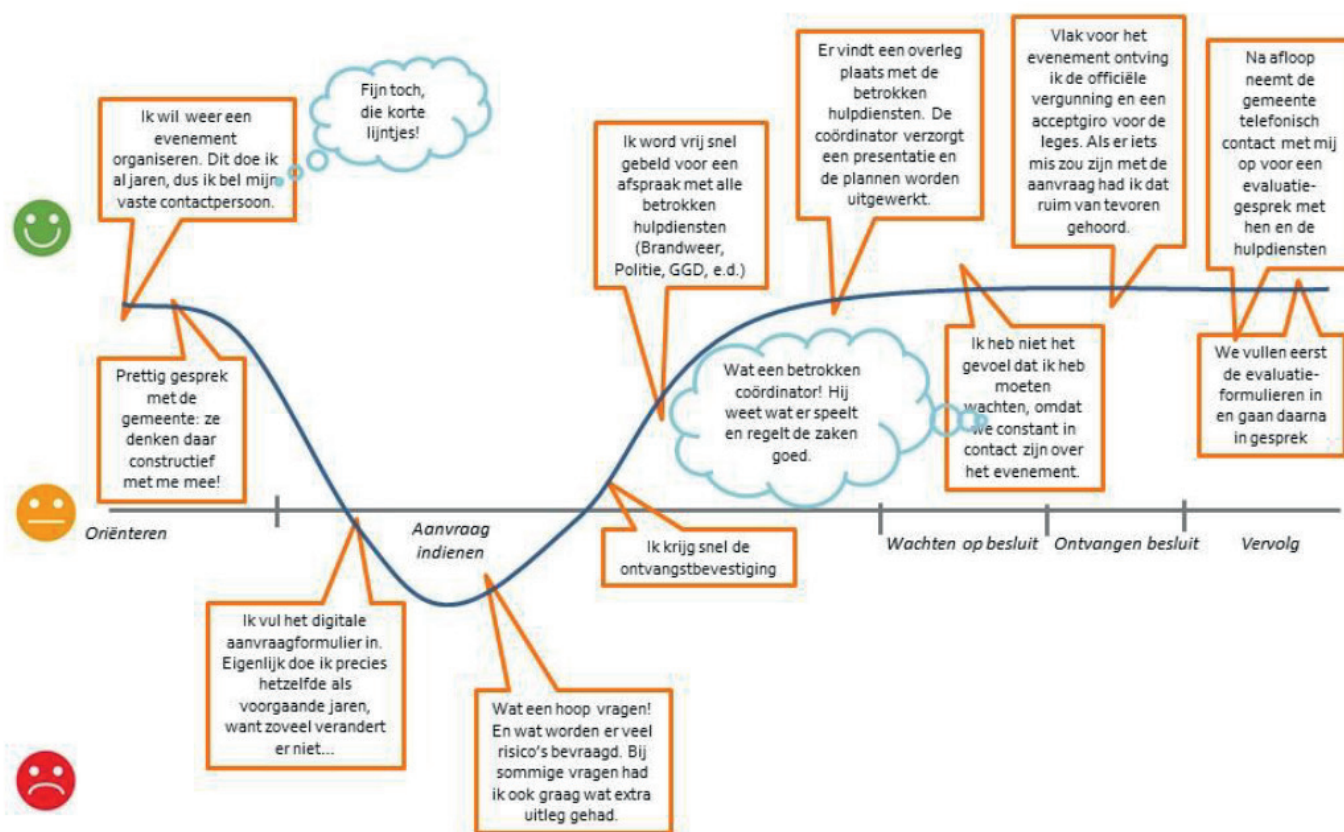 Ik wil weer een
evenement
organiseren. Dit doe ik
al jaren, dus ik bel mijn
vaste contactpersoon.
Fijn toch,
die korte
lijntjes!
Prettig gesprek
met de
gemeente: ze
denken daar
constructief
met me mee!
Ik vul het digitale
aanvraagformulier in.
Eigenlijk doe ik precies
hetzelfde als
voorgaande jaren,
want zoveel verandert
er niet...
Wat een hoop vragen!
En wat worden er veel
risico's bevraagd. Bij
sommige vragen had
ik ook graag wat extra
uitleg gehad.
Ik krijg snel de
ontvangstbevestiging
Ik word vrij snel
gebeld voor een
afspraak met alle
betrokken
hulpdiensten
(Brandweer,
Politie, GGD, e.d.)
Er vindt een overleg
plaats met de
betrokken
hulpdiensten. De
coördinator verzorgt
een presentatie en
de plannen worden
uitgewerkt.
Wat een betrokken
coördinator! Hij
weet wat er speelt
en regelt de zaken
goed.
Ik heb niet het
gevoel dat ik heb
moeten
wachten, omdat
we constant in
contact zijn over
het evenement.
Vlak voor het
evenement ontving
ik de officiële
vergunning en een
acceptgiro voor de
leges. Als er iets
mis zou zijn met de
aanvraag had ik dat
ruim van tevoren
gehoord.
Na afloop
neemt de
gemeente
telefonisch
contact met mij
op voor een
evaluatie-
gesprek met
hen en de
hulpdiensten
We vullen eerst
de evaluatie-
formulieren in
en gaan daarna
in gesprek
Oriënteren
Aanvraag
indienen
Wachten op besluit
Ontvangen besluit
Vervolg